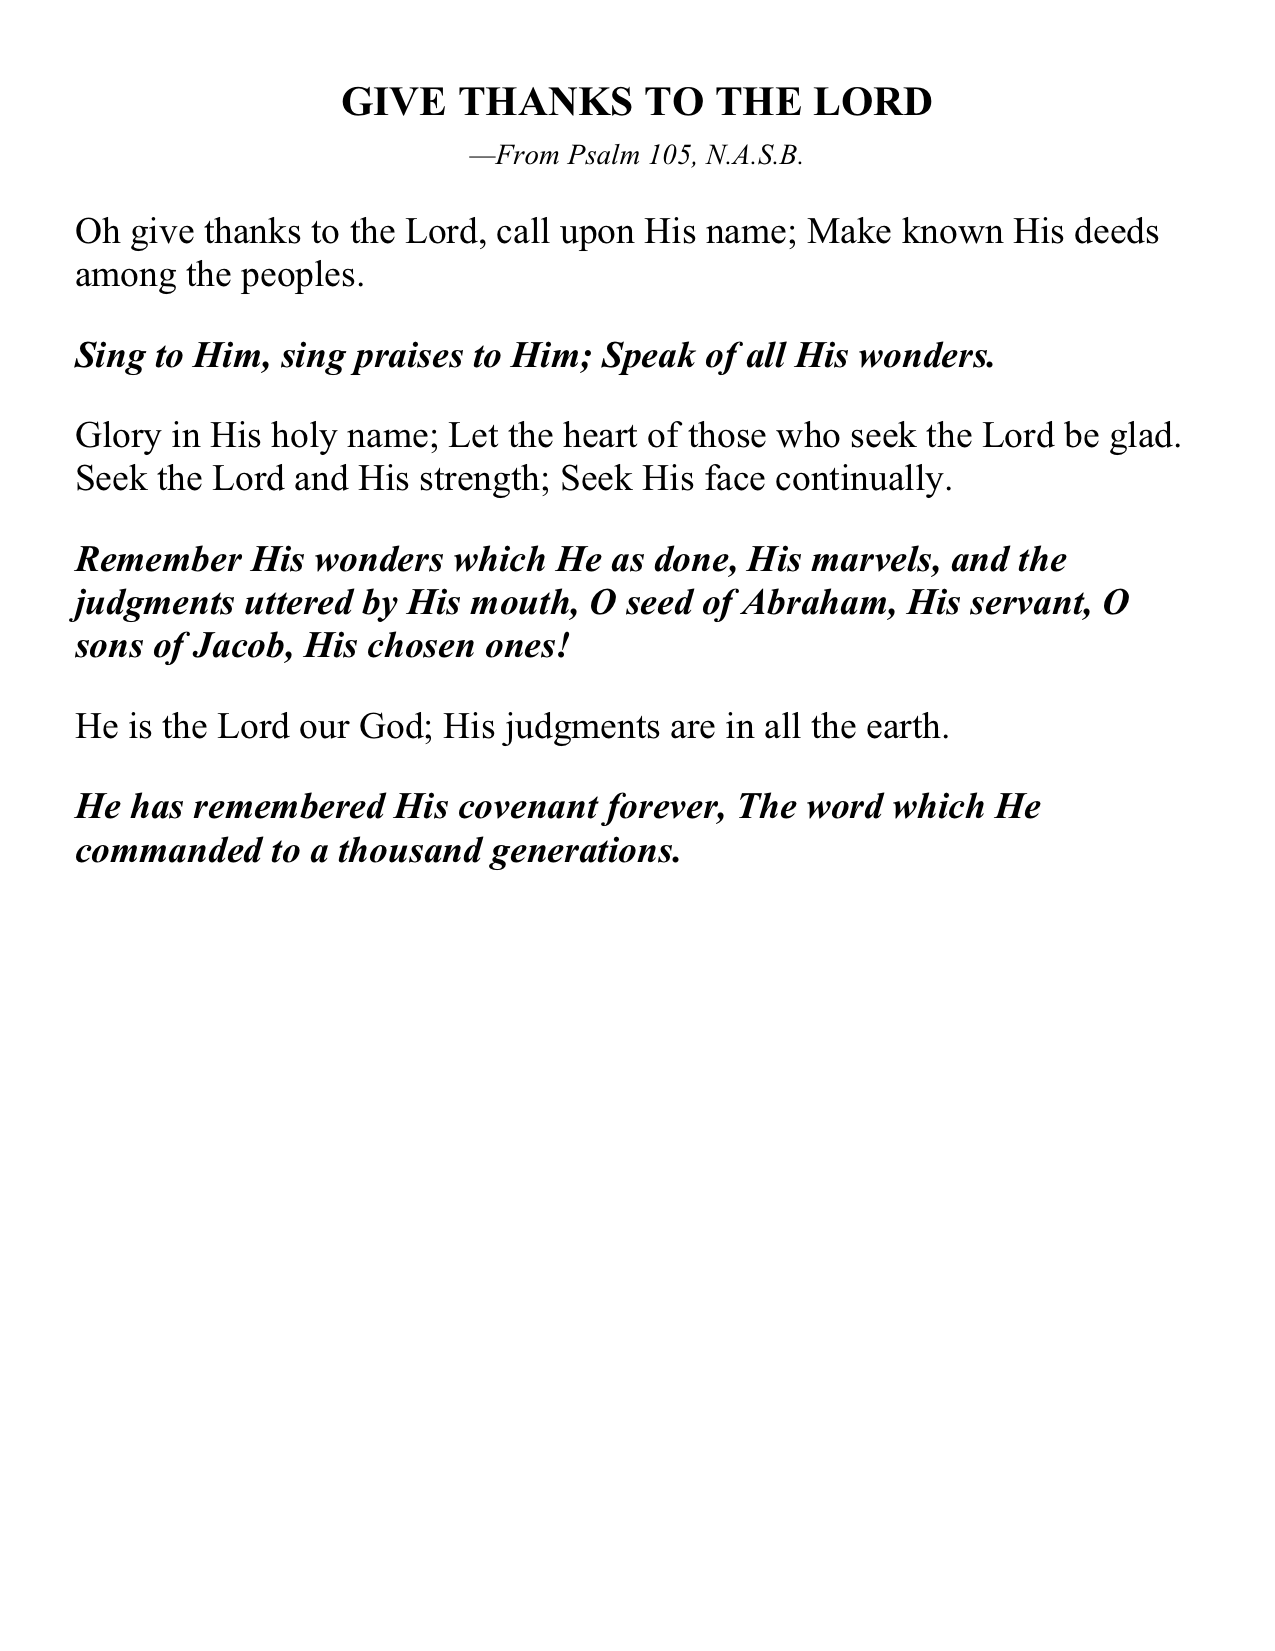 GIVE THANKS TO THE LORD
—From Psalm 105, N.A.S.B.
Oh give thanks to the Lord, call upon His name; Make known His deeds
among the peoples.
Sing to Him, sing praises to Him; Speak of all His wonders.
Glory in His holy name; Let the heart of those who seek the Lord be glad.
Seek the Lord and His strength; Seek His face continually.
Remember His wonders which He as done, His marvels, and the
judgments uttered by His mouth, O seed of Abraham, His servant, O
sons of Jacob, His chosen ones!
He is the Lord our God; His judgments are in all the earth.
He has remembered His covenant forever, The word which He
commanded to a thousand generations.